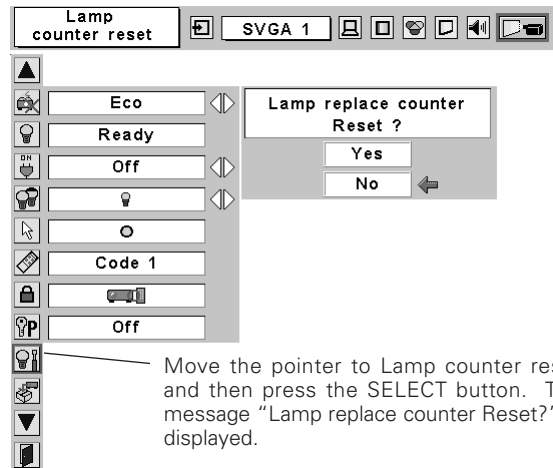 Lamp
counter reset
SVGA 1
Eco
Lamp replace counter
Reset ?
Ready
Yes
ON
Off
No
Code 1
P
Off
Move the pointer to Lamp counter res
and then press the SELECT button. T
message “Lamp replace counter Reset?”
displayed.